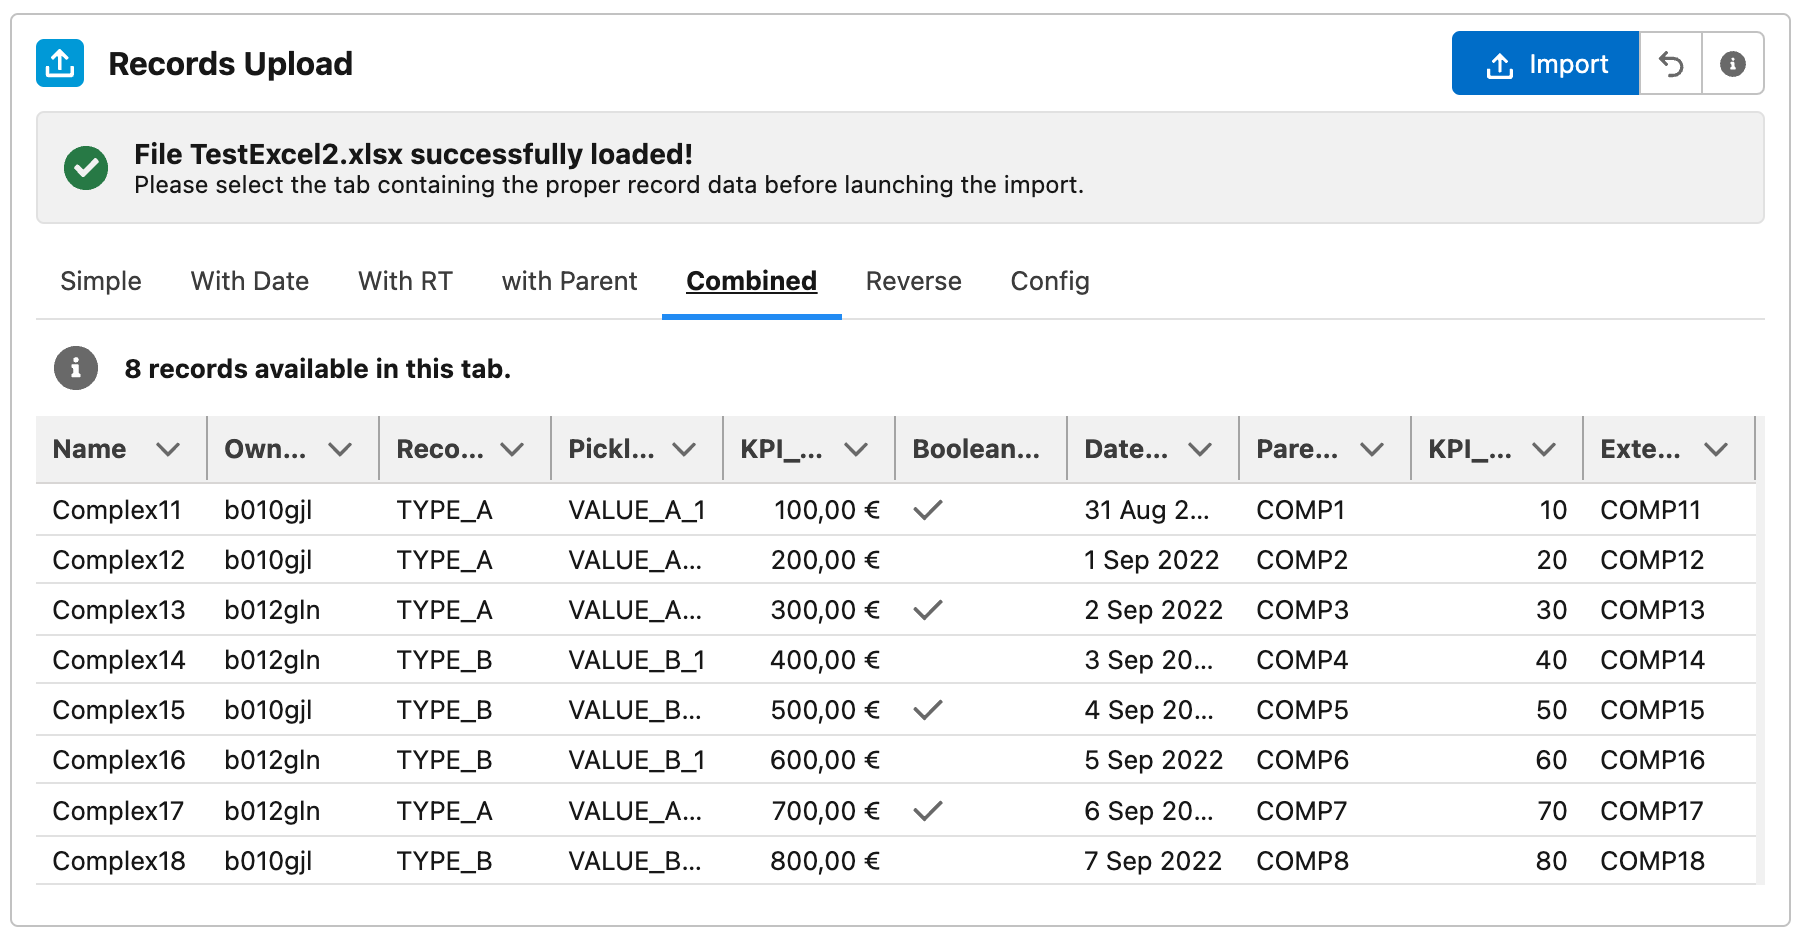 Records Upload
Import
File TestExcel2.xlsx successfully loaded!
Please select the tab containing the proper record data before launching the import.
Simple With Date With RT with Parent Combined Reverse Config
8 records available in this tab.
Name Own... Reco... Pickl... KPI_... Boolean... Date... Pare... KPI_... Exte...
Complex11 b010gjl TYPE_A VALUE_A_1 100,00 € 31 Aug 2... COMP1 10 COMP11
Complex12 b010gjl TYPE_A VALUE_A... 200,00 € 1 Sep 2022 COMP2 20 COMP12
Complex13 b012gln TYPE_A VALUE_A... 300,00 € 2 Sep 2022 COMP3 30 COMP13
Complex14 b012gln TYPE_B VALUE_B_1 400,00 € 3 Sep 20... COMP4 40 COMP14
Complex15 b010gjl TYPE_B VALUE_B... 500,00 € 4 Sep 20... COMP5 50 COMP15
Complex16 b012gln TYPE_B VALUE_B_1 600,00 € 5 Sep 2022 COMP6 60 COMP16
Complex17 b012gln TYPE_A VALUE_A... 700,00 € 6 Sep 20... COMP7 70 COMP17
Complex18 b010gjl TYPE_B VALUE_B... 800,00 € 7 Sep 2022 COMP8 80 COMP18